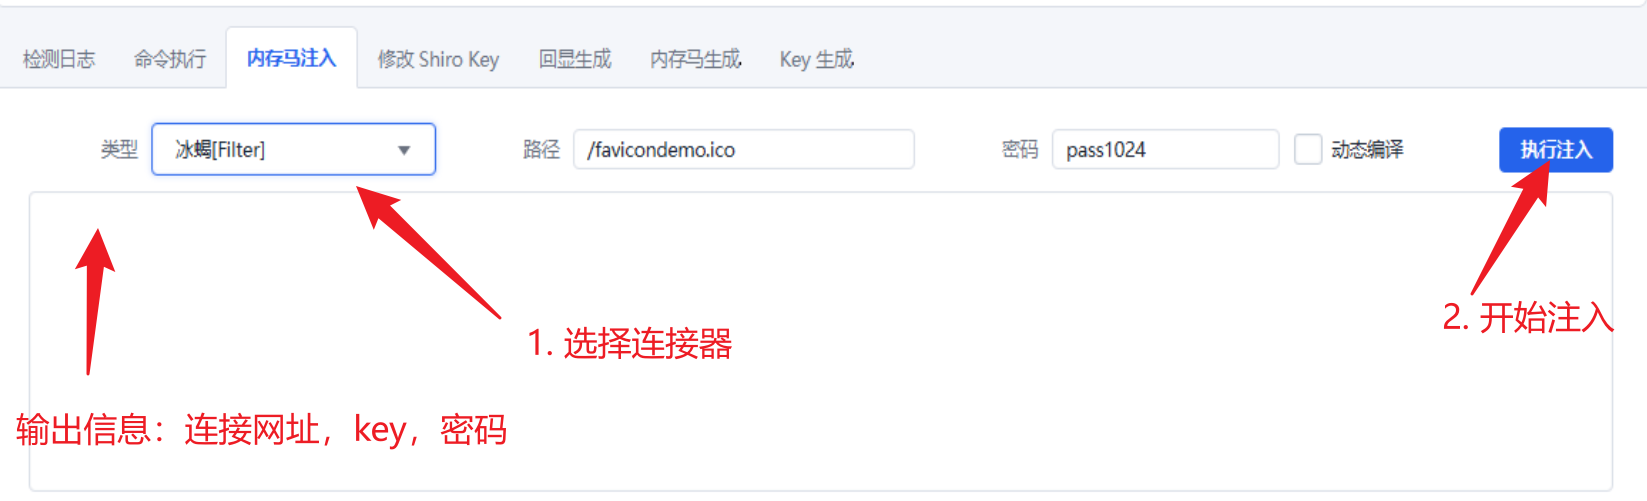 检测日志 命令执行 内存马注入 修改 Shiro Key 回显生成 内存马生成 Key 生成
类型 冰蝎[Filter] 路径 /favicondemo.ico 密码 pass1024 动态编译 执行注入
2. 开始注入
1. 选择连接器
输出信息：连接网址，key，密码